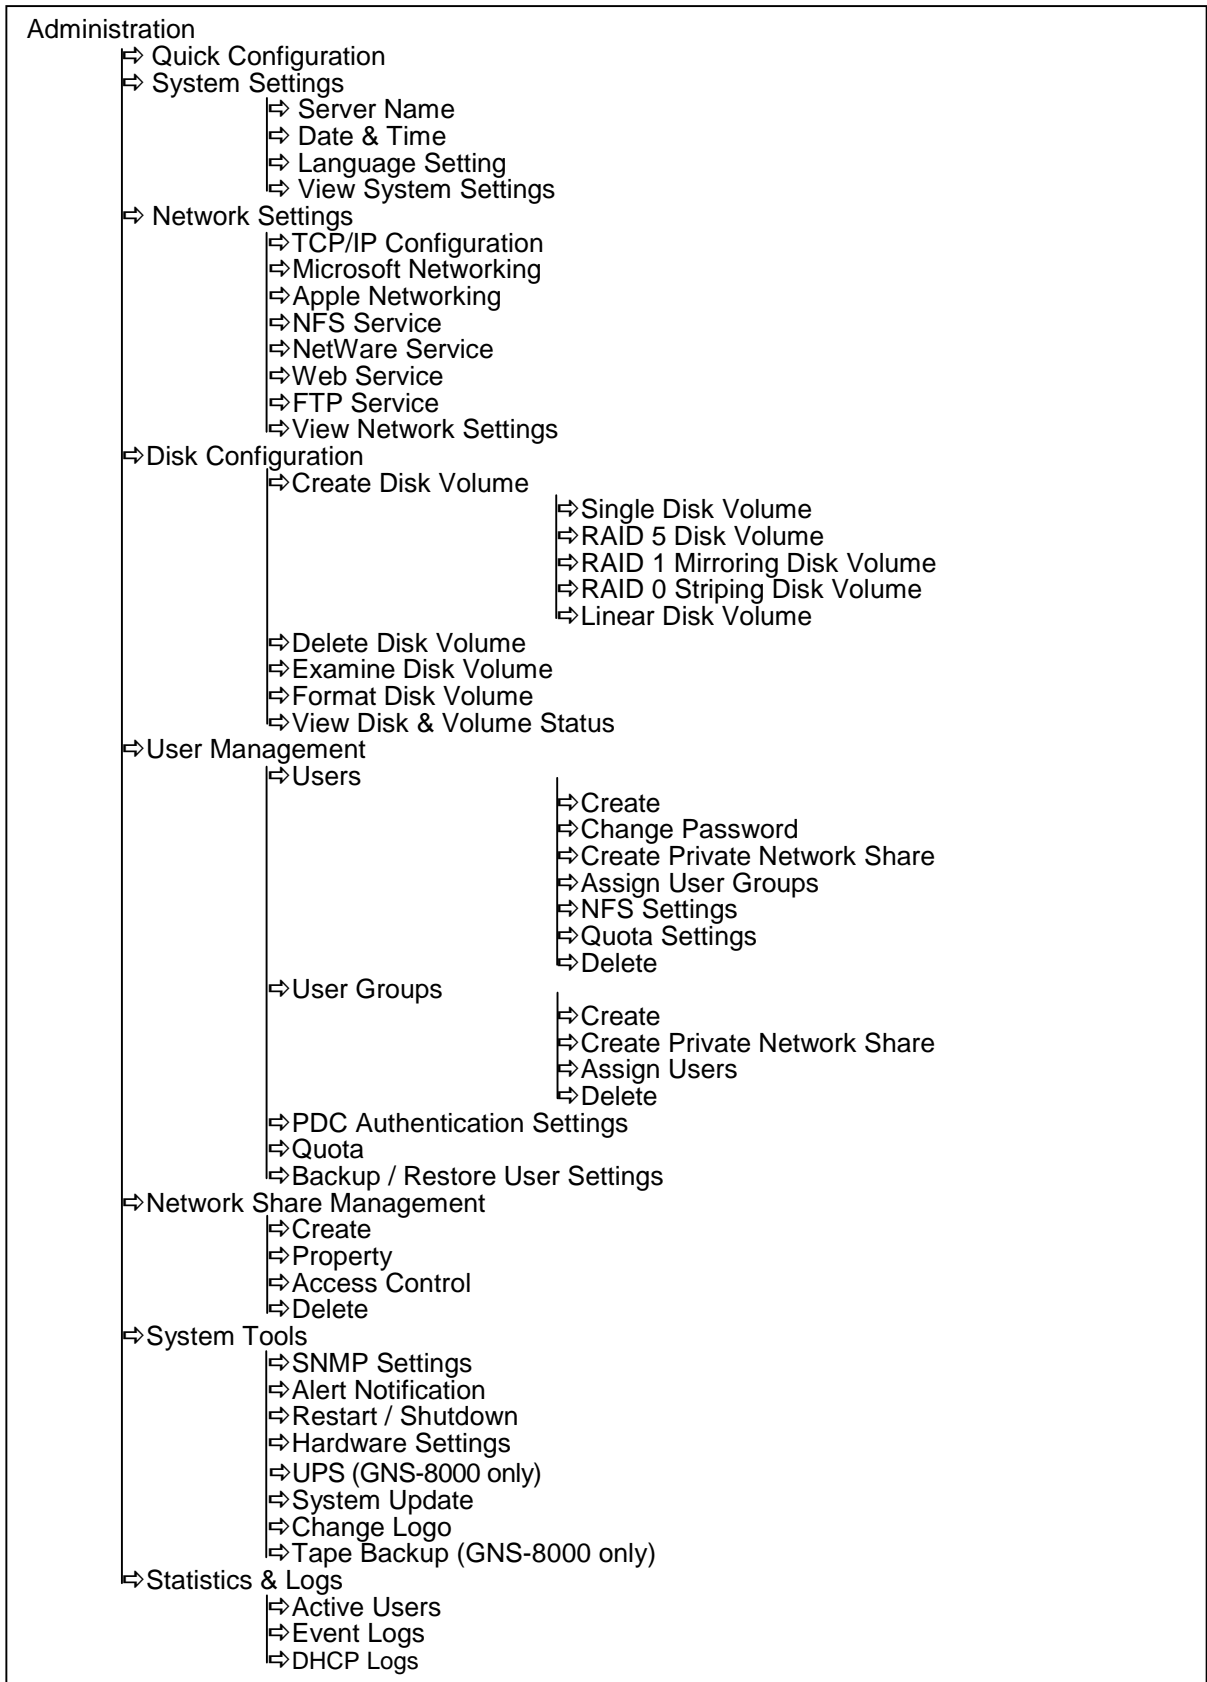 Administration
⇨ Quick Configuration
⇨ System Settings
⇨ Server Name
⇨ Date & Time
⇨ Language Setting
⇨ View System Settings
⇨ Network Settings
⇨TCP/IP Configuration
⇨Microsoft Networking
⇨Apple Networking
⇨NFS Service
⇨NetWare Service
⇨Web Service
⇨FTP Service
⇨View Network Settings
⇨Disk Configuration
⇨Create Disk Volume
⇨Single Disk Volume
⇨RAID 5 Disk Volume
⇨RAID 1 Mirroring Disk Volume
⇨RAID 0 Striping Disk Volume
⇨Linear Disk Volume
⇨Delete Disk Volume
⇨Examine Disk Volume
⇨Format Disk Volume
⇨View Disk & Volume Status
⇨User Management
⇨Users
⇨Create
⇨Change Password
⇨Create Private Network Share
⇨Assign User Groups
⇨NFS Settings
⇨Quota Settings
⇨Delete
⇨User Groups
⇨Create
⇨Create Private Network Share
⇨Assign Users
⇨Delete
⇨PDC Authentication Settings
⇨Quota
⇨Backup / Restore User Settings
⇨Network Share Management
⇨Create
⇨Property
⇨Access Control
⇨Delete
⇨System Tools
⇨SNMP Settings
⇨Alert Notification
⇨Restart / Shutdown
⇨Hardware Settings
⇨UPS (GNS-8000 only)
⇨System Update
⇨Change Logo
⇨Tape Backup (GNS-8000 only)
⇨Statistics & Logs
⇨Active Users
⇨Event Logs
⇨DHCP Logs